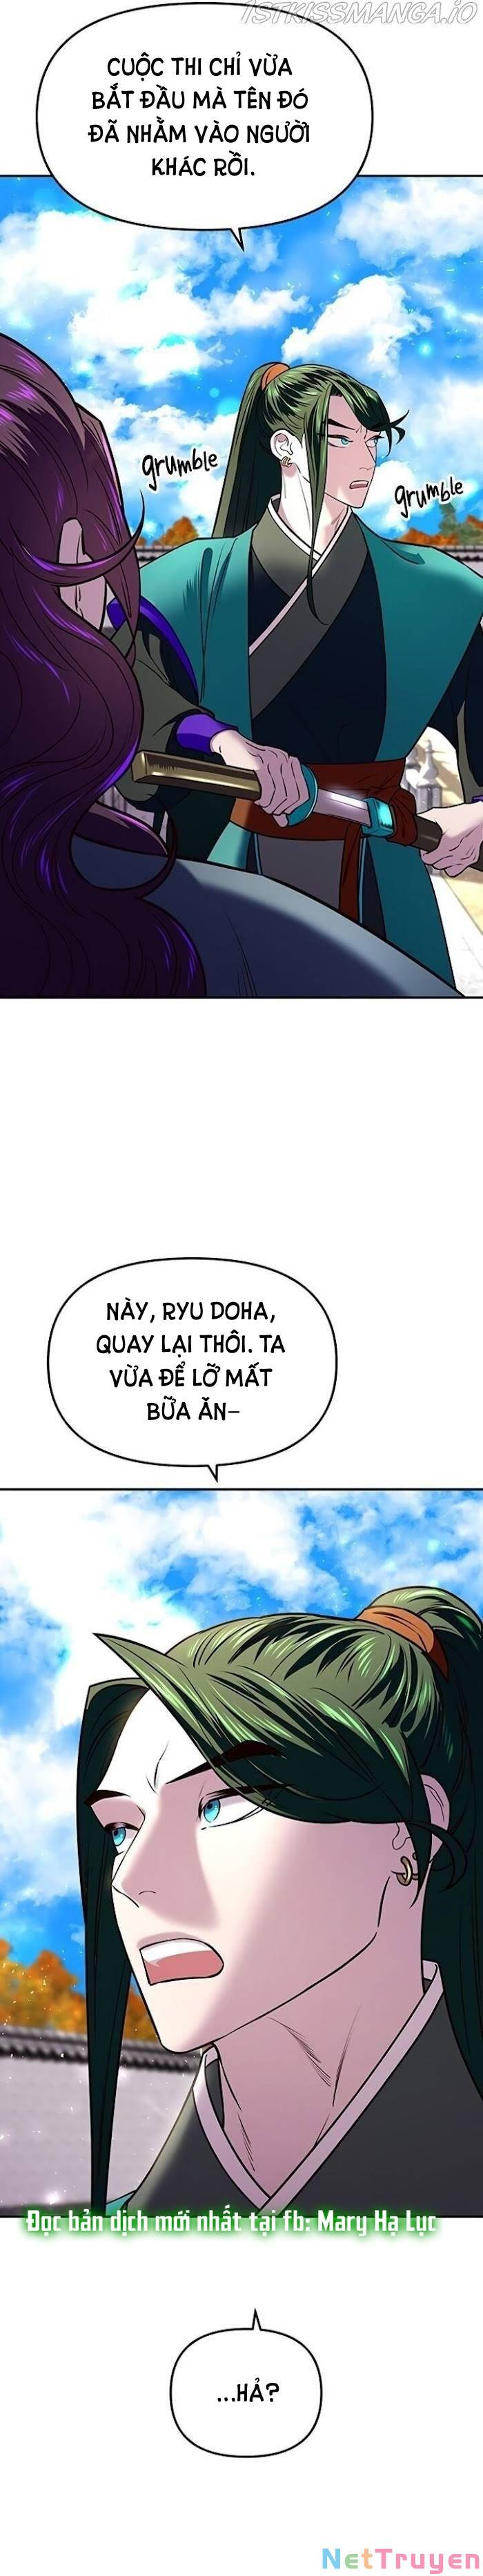 1STKISSMANGA.IO
CUỘC THI CHỈ VỪA
BẮT ĐẦU MÀ TÊN ĐÓ
ĐÃ NHẰM VÀO NGƯỜI
KHÁC RỒI.
grumble
grumble
NÀY, RYU DOHA,
QUAY LẠI THÔI. TA
VỪA ĐỂ LỠ MẤT
BỮA ĂN-
Đọc bản dịch mới nhất tại fb: Mary Hạ Lục
...HẢ?
NetTruyen